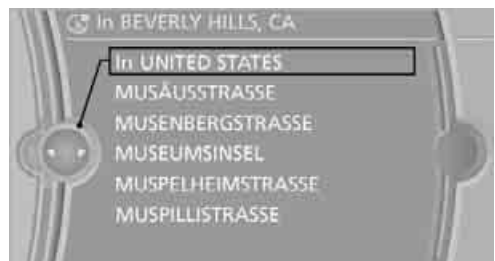 In BEVERLY HILLS, CA
In UNITED STATES
MUSÄUSSTRASSE
MUSENBERGSTRASSE
MUSEUMSINSEL
MUSPELHEIMSTRASSE
MUSPILLISTRASSE